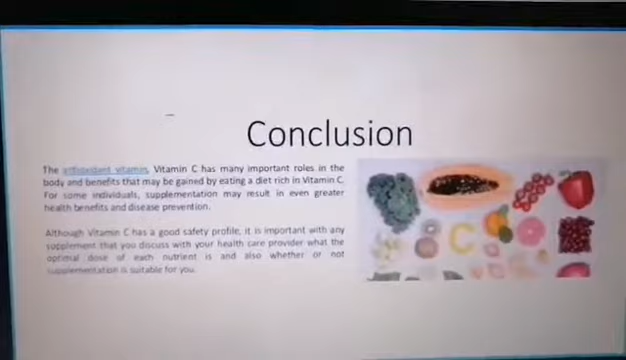 Conclusion
The antioxidant vitamin, Vitamin C has many important roles in the
body and benefits that may be gained by eating a diet rich in Vitamin C.
For some individuals, supplementation may result in even greater
health benefits and disease prevention.
Although Vitamin C has a good safety profile, it is important with any
supplement that you discuss with your health care provider what the
optimal dose of each nutrient is and also whether or not
supplementation is suitable for you.
C